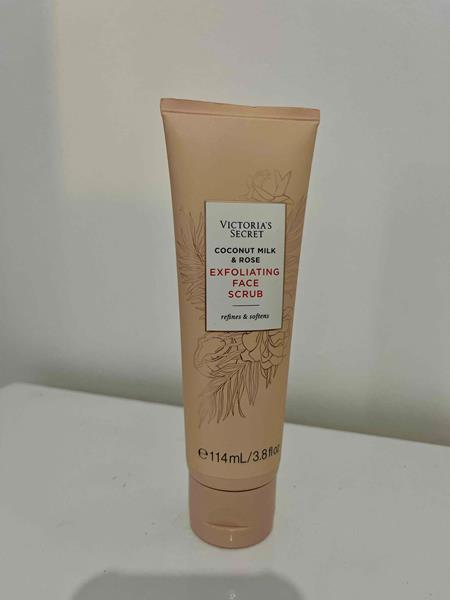 VICTORIA'S
SECRET
COCONUT MILK
& ROSE
EXFOLIATING
FACE
SCRUB
refines & softens
℮114mL/3.8fl oz